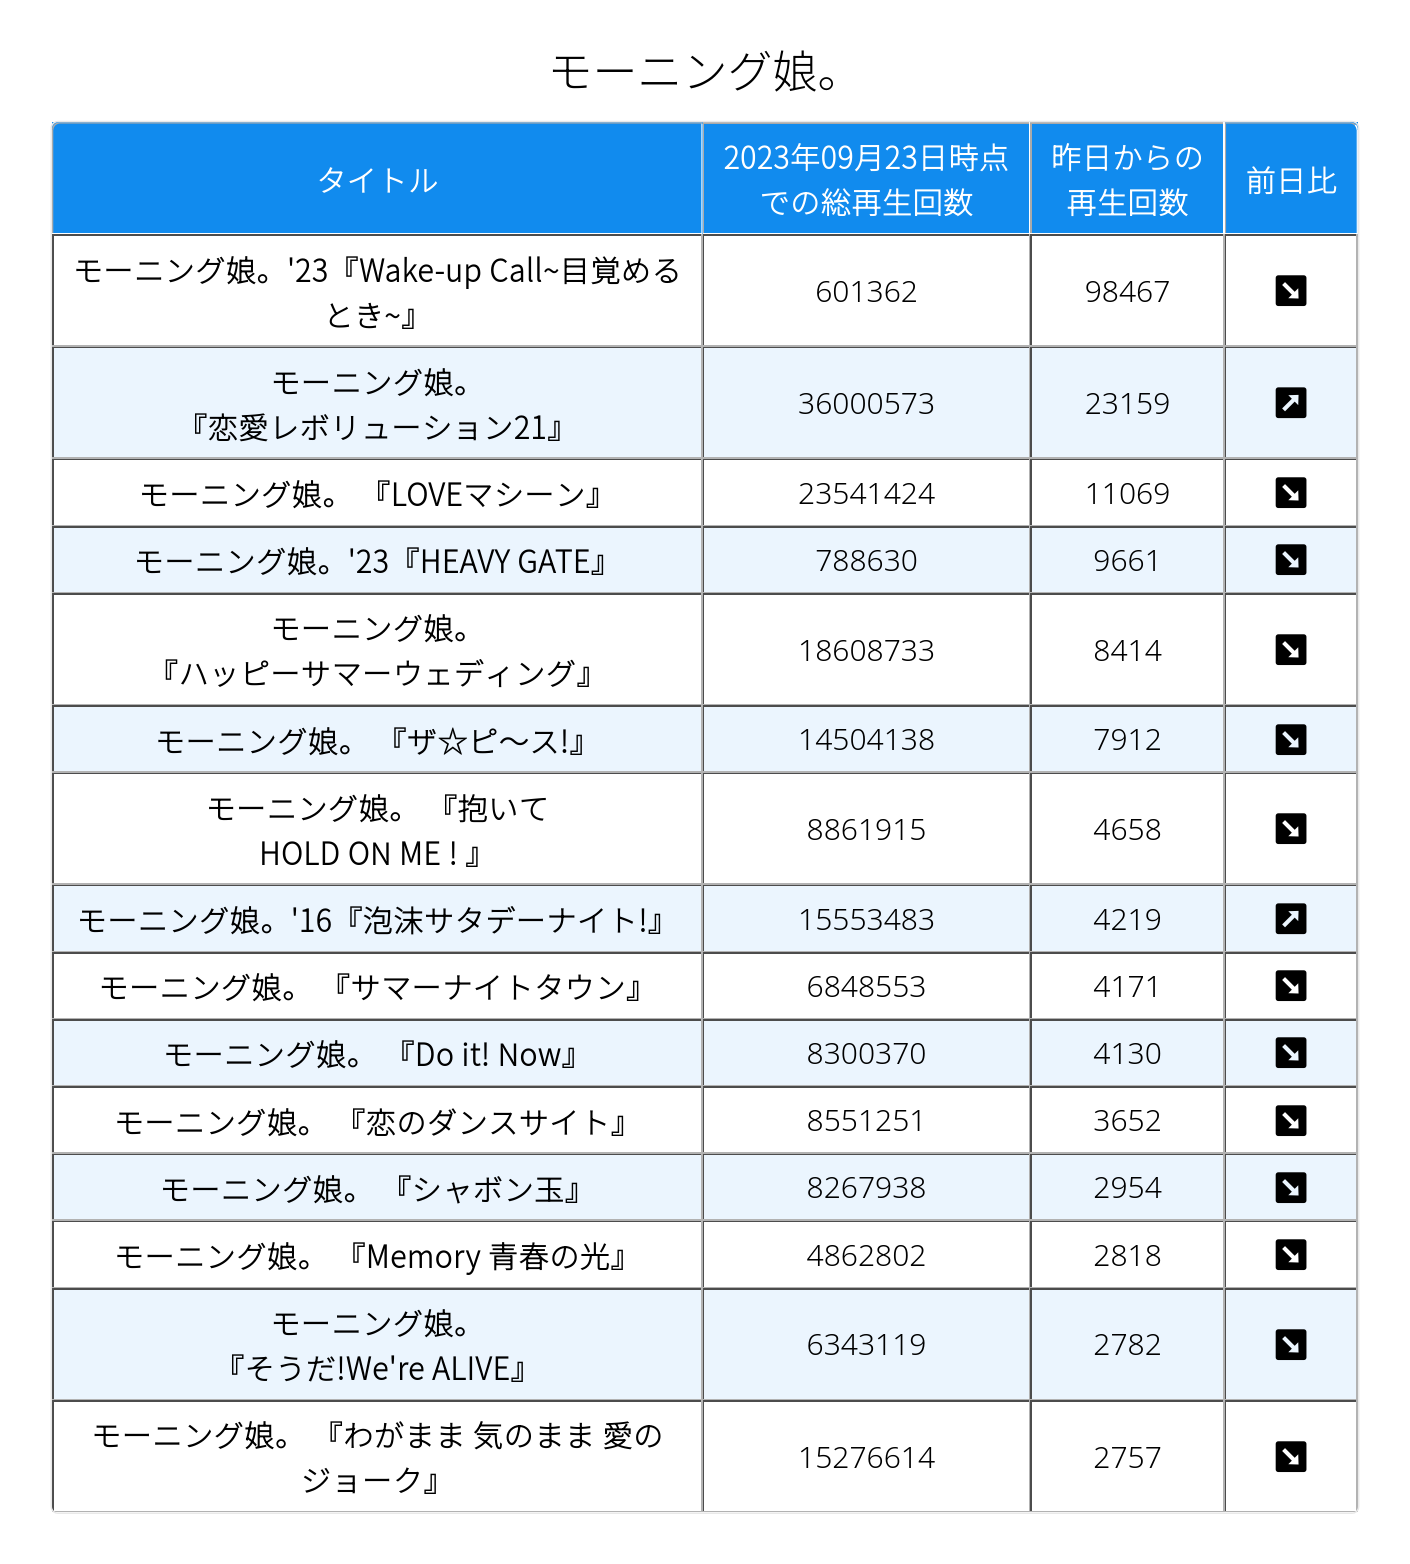 モーニング娘。
タイトル
2023年09月23日時点
での総再生回数
昨日からの
再生回数
前日比
モーニング娘。'23『Wake-up Call~目覚める
とき~』
601362
98467
↘
モーニング娘。
『恋愛レボリューション21』
36000573
23159
↗
モーニング娘。 『LOVEマシーン』
23541424
11069
↘
モーニング娘。'23『HEAVY GATE』
788630
9661
↘
モーニング娘。
『ハッピーサマーウェディング』
18608733
8414
↘
モーニング娘。 『ザ☆ピ～ス!』
14504138
7912
↘
モーニング娘。 『抱いて
HOLD ON ME ! 』
8861915
4658
↘
モーニング娘。'16『泡沫サタデーナイト!』
15553483
4219
↗
モーニング娘。 『サマーナイトタウン』
6848553
4171
↘
モーニング娘。 『Do it! Now』
8300370
4130
↘
モーニング娘。 『恋のダンスサイト』
8551251
3652
↘
モーニング娘。 『シャボン玉』
8267938
2954
↘
モーニング娘。 『Memory 青春の光』
4862802
2818
↘
モーニング娘。
『そうだ!We're ALIVE』
6343119
2782
↘
モーニング娘。 『わがまま 気のまま 愛の
ジョーク』
15276614
2757
↘